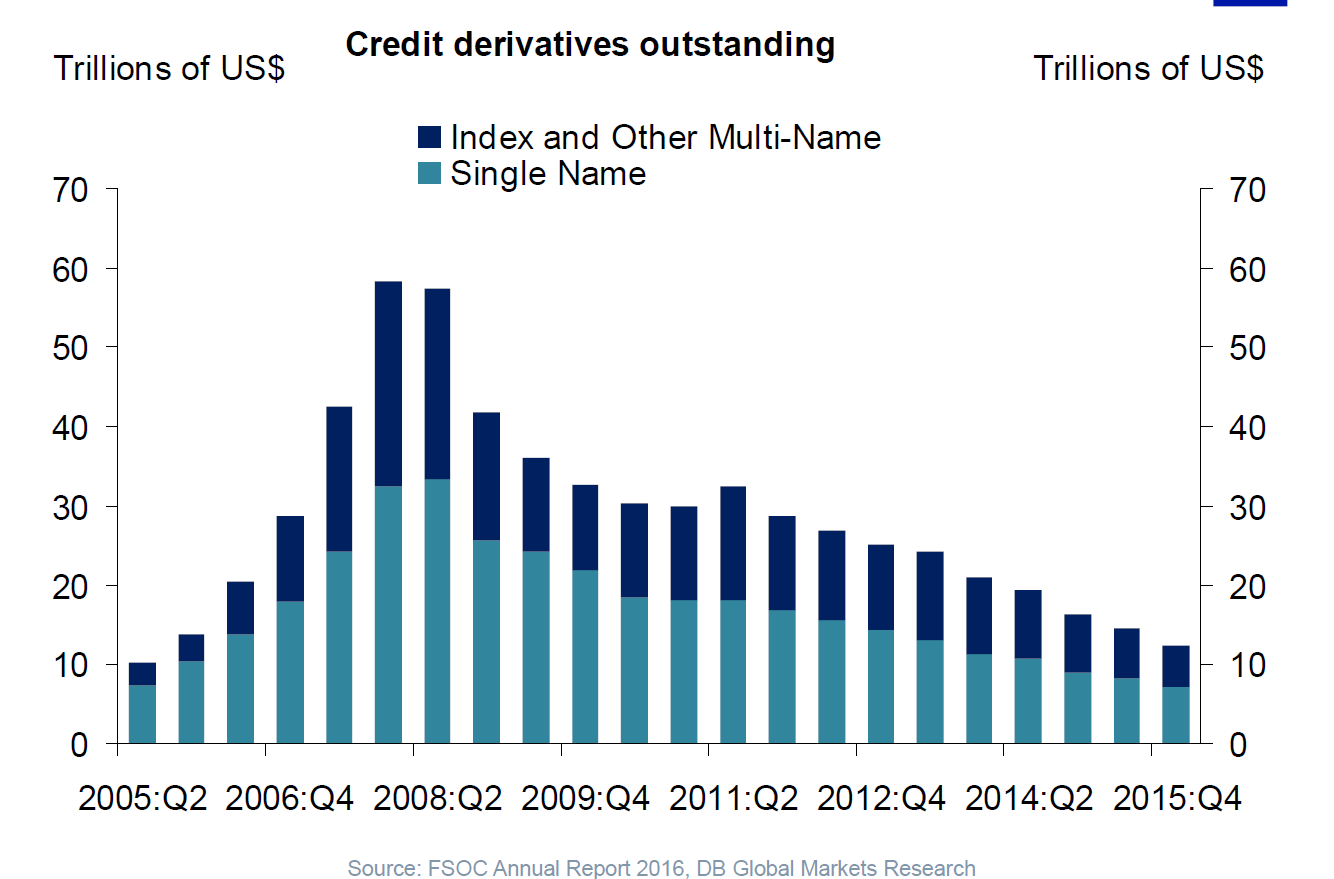 Credit derivatives outstanding
Trillions of US$ Trillions of US$
Index and Other Multi-Name
Single Name
70 70
60 60
50 50
40 40
30 30
20 20
10 10
0 0
2005:Q2 2006:Q4 2008:Q2 2009:Q4 2011:Q2 2012:Q4 2014:Q2 2015:Q4
Source: FSOC Annual Report 2016, DB Global Markets Research